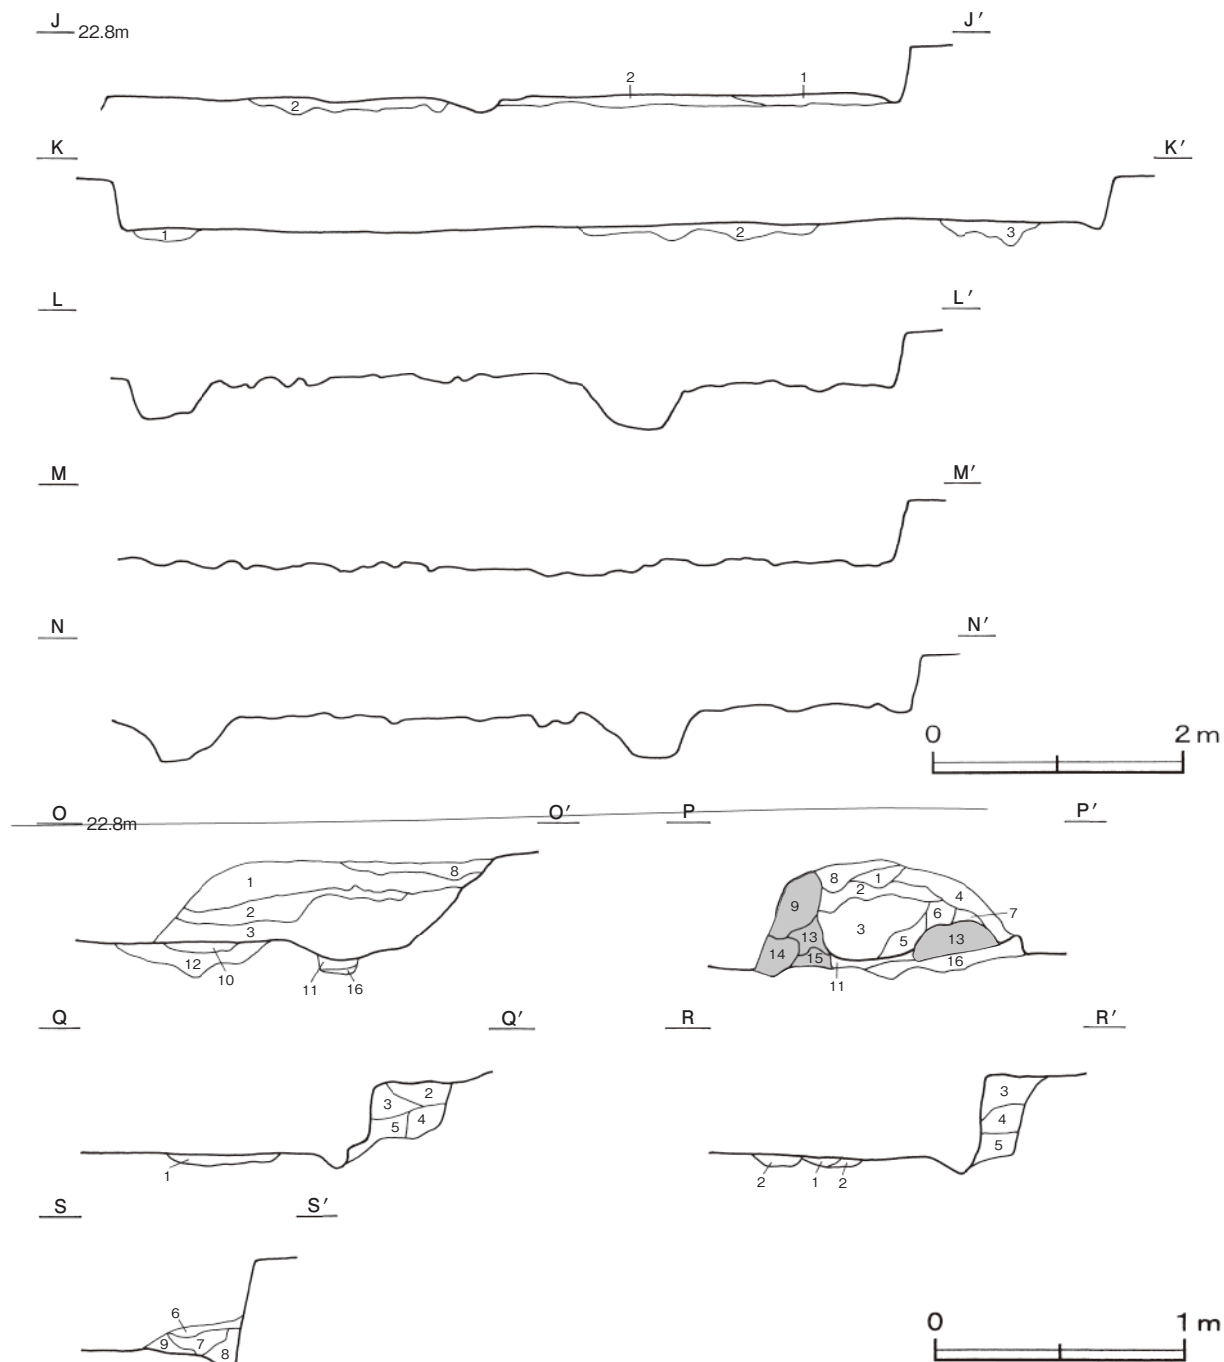 J 22.8m J′
2 2 1
K K′
1 2 3
L L′
M M′
N N′
0 2 m
O 22.8m O′ P P′
1 8 2 3 12 10 11 16
8 1 2 9 4 6 7 3 13 5 13 14 15 16 11
Q Q′ R R′
2 3 4 5 1
3 4 5 2 1 2
S S′
6 9 7 8
0 1 m